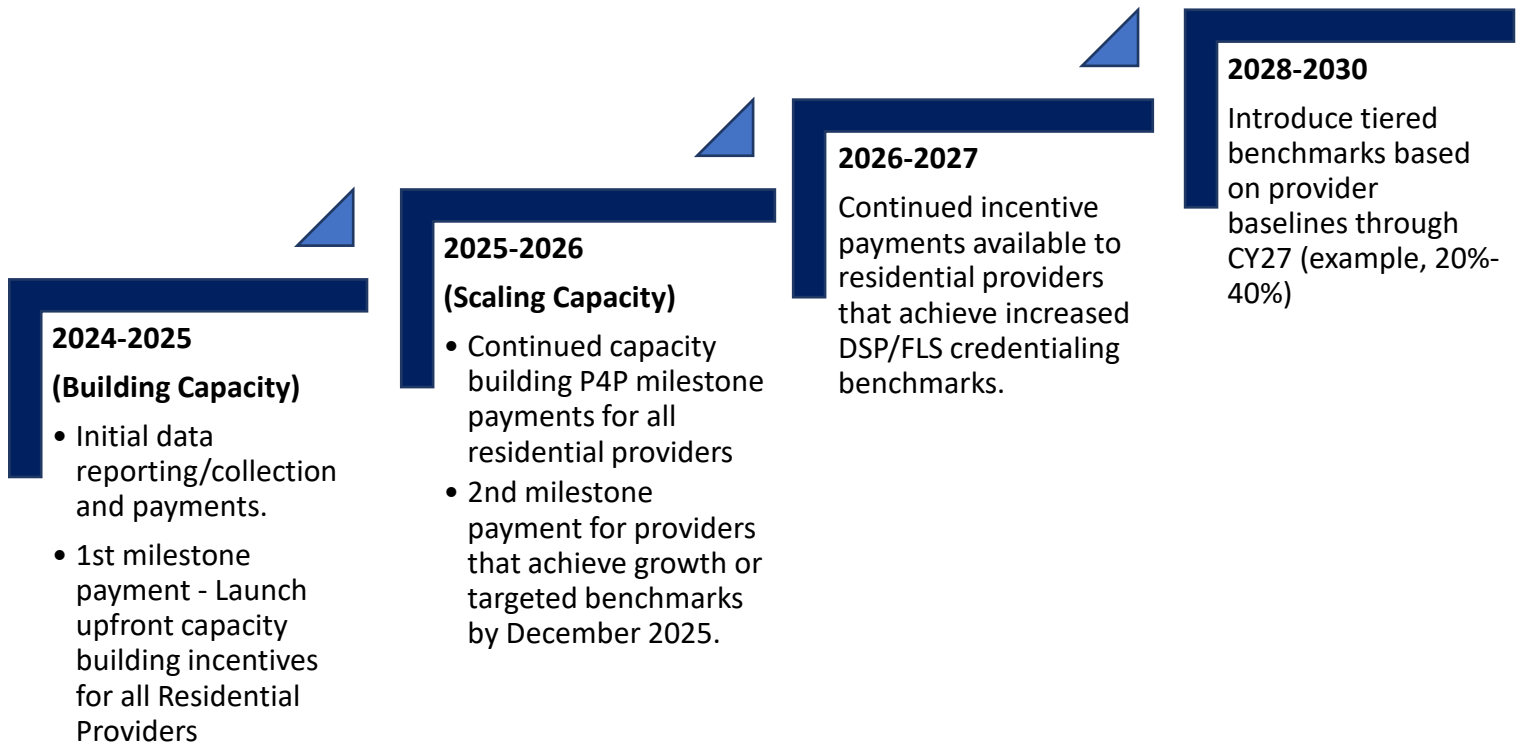 2024-2025
(Building Capacity)
• Initial data
reporting/collection
and payments.
• 1st milestone
payment - Launch
upfront capacity
building incentives
for all Residential
Providers
2025-2026
(Scaling Capacity)
• Continued capacity
building P4P milestone
payments for all
residential providers
• 2nd milestone
payment for providers
that achieve growth or
targeted benchmarks
by December 2025.
2026-2027
Continued incentive
payments available to
residential providers
that achieve increased
DSP/FLS credentialing
benchmarks.
2028-2030
Introduce tiered
benchmarks based
on provider
baselines through
CY27 (example, 20%-
40%)